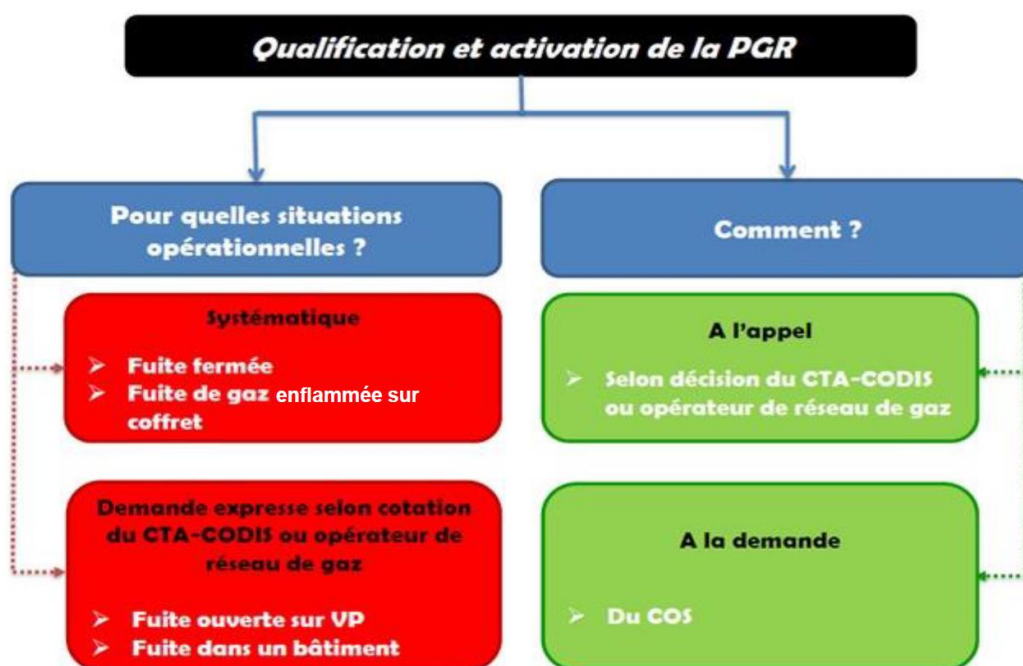 Qualification et activation de la PGR
Pour quelles situations
opérationnelles ?
Systématique
➢ Fuite fermée
➢ Fuite de gaz enflammée sur
coffret
Demande expresse selon cotation
du CTA-CODIS ou opérateur de
réseau de gaz
➢ Fuite ouverte sur VP
➢ Fuite dans un bâtiment
Comment ?
A l'appel
➢ Selon décision du CTA-CODIS
ou opérateur de réseau de gaz
A la demande
➢ Du COS